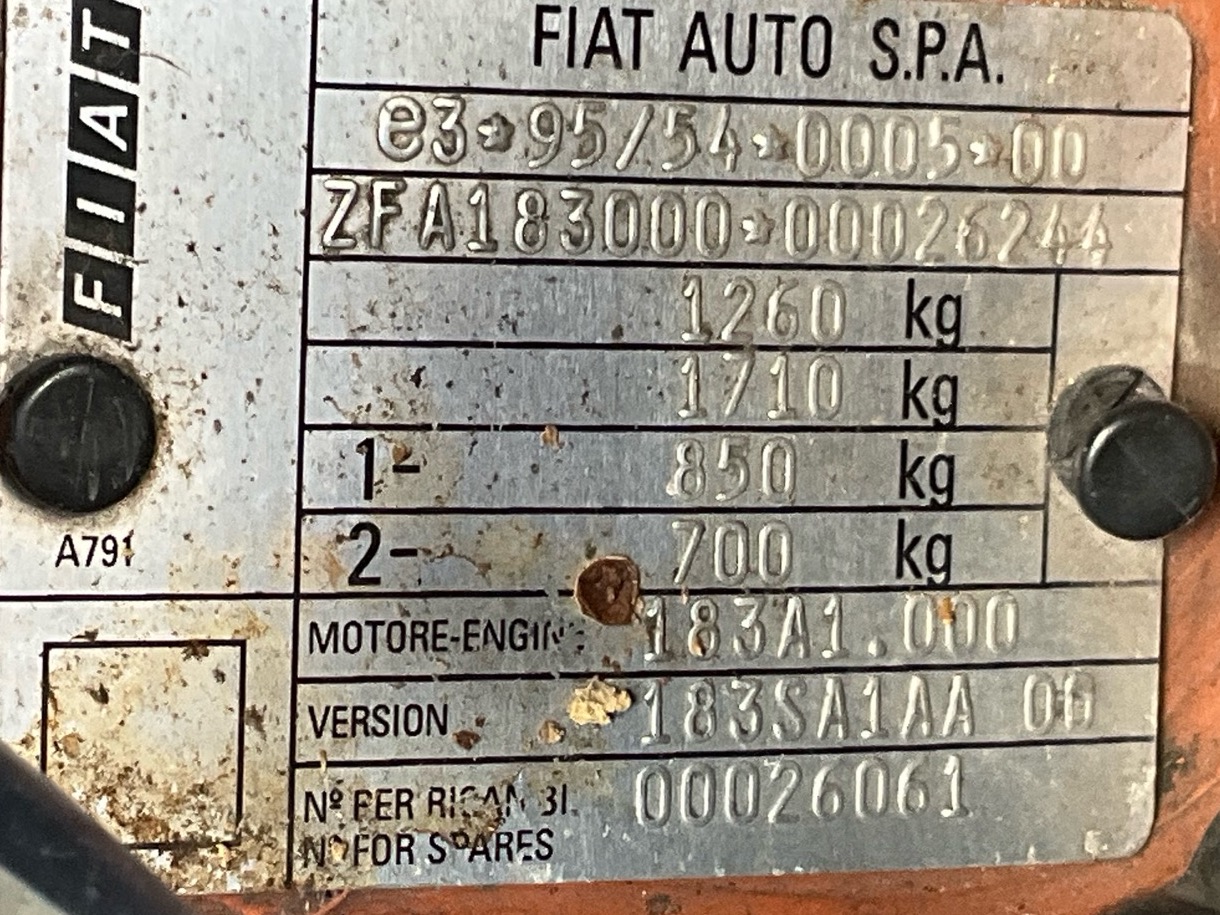 FIAT
FIAT AUTO S.P.A.
e3*95/54*0005*00
ZFA183000*00026244
1260 kg
1710 kg
1- 850 kg
2- 700 kg
A791
MOTORE-ENGINE 183A1.000
VERSION 183SA1AA 00
Nº PER RICAMBI 00026061
Nº FOR SPARES